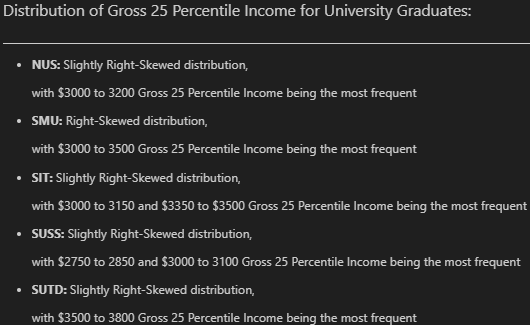 Distribution of Gross 25 Percentile Income for University Graduates:
• NUS: Slightly Right-Skewed distribution,
with $3000 to 3200 Gross 25 Percentile Income being the most frequent
• SMU: Right-Skewed distribution,
with $3000 to 3500 Gross 25 Percentile Income being the most frequent
• SIT: Slightly Right-Skewed distribution,
with $3000 to 3150 and $3350 to $3500 Gross 25 Percentile Income being the most frequent
• SUSS: Slightly Right-Skewed distribution,
with $2750 to 2850 and $3000 to 3100 Gross 25 Percentile Income being the most frequent
• SUTD: Slightly Right-Skewed distribution,
with $3500 to 3800 Gross 25 Percentile Income being the most frequent